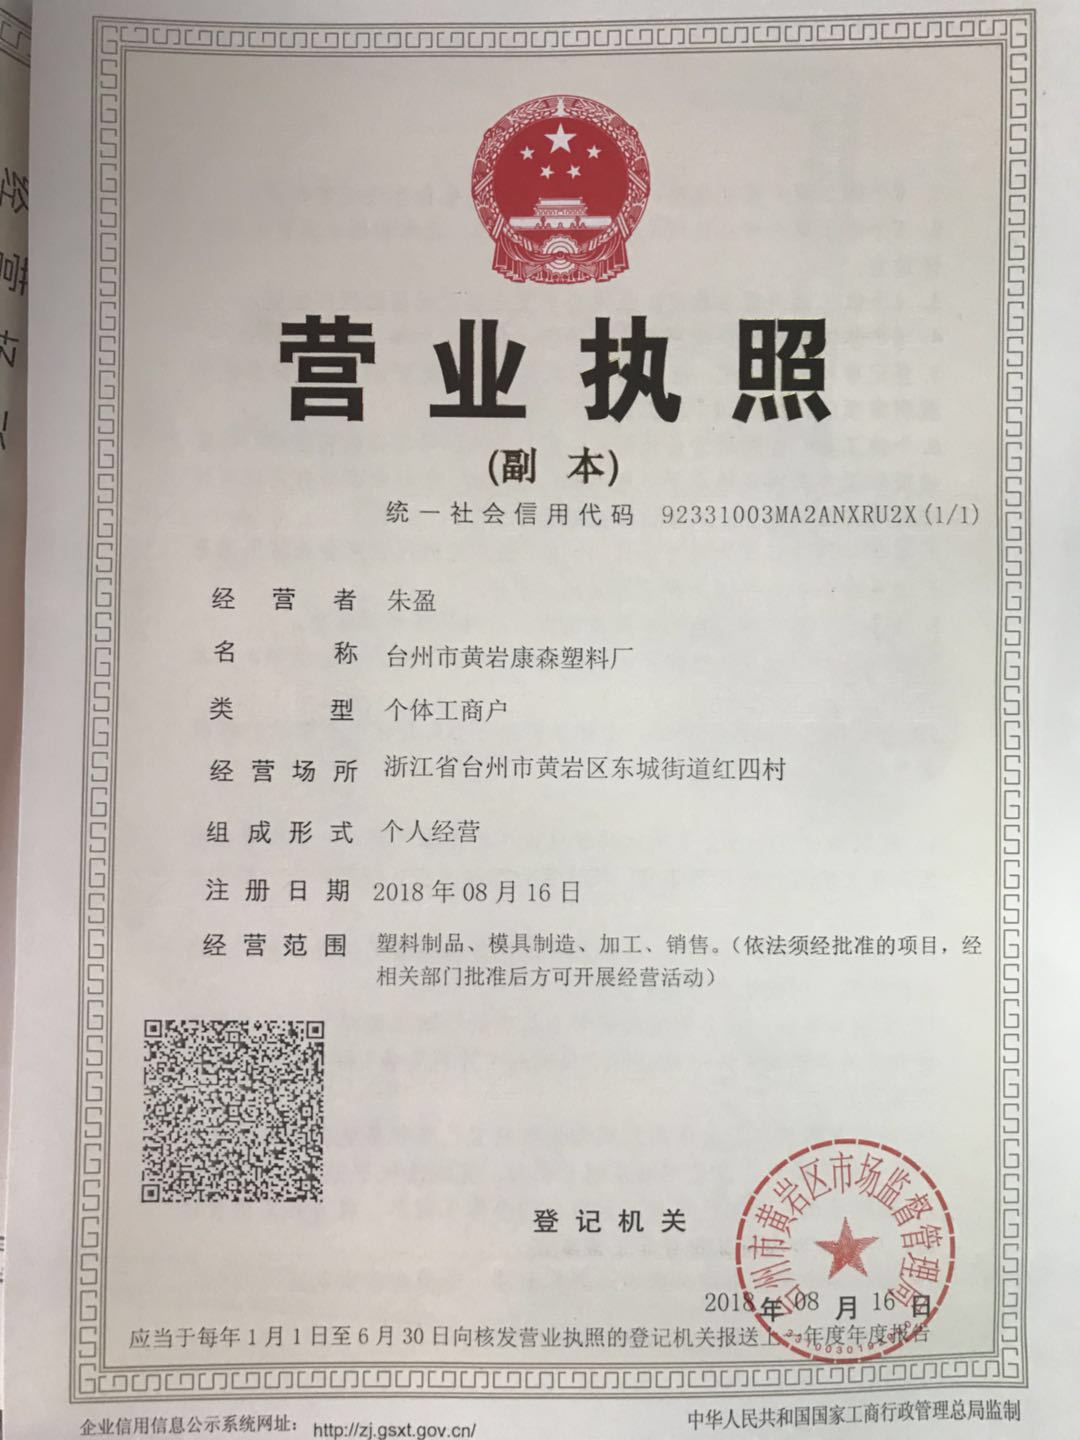 营业执照
(副 本)
统一社会信用代码 92331003MA2ANXRU2X(1/1)
经营者 朱盈
名称 台州市黄岩康森塑料厂
类型 个体工商户
经营场所 浙江省台州市黄岩区东城街道红四村
组成形式 个人经营
注册日期 2018年08月16日
经营范围 塑料制品、模具制造、加工、销售。（依法须经批准的项目，经
相关部门批准后方可开展经营活动）
台州市黄岩区市场监督管理局
登记机关
2018年08月16日
应当于每年1月1日至6月30日向核发营业执照的登记机关报送上一年度年度报告
企业信用信息公示系统网址： http://zj.gsxt.gov.cn/
中华人民共和国国家工商行政管理总局监制